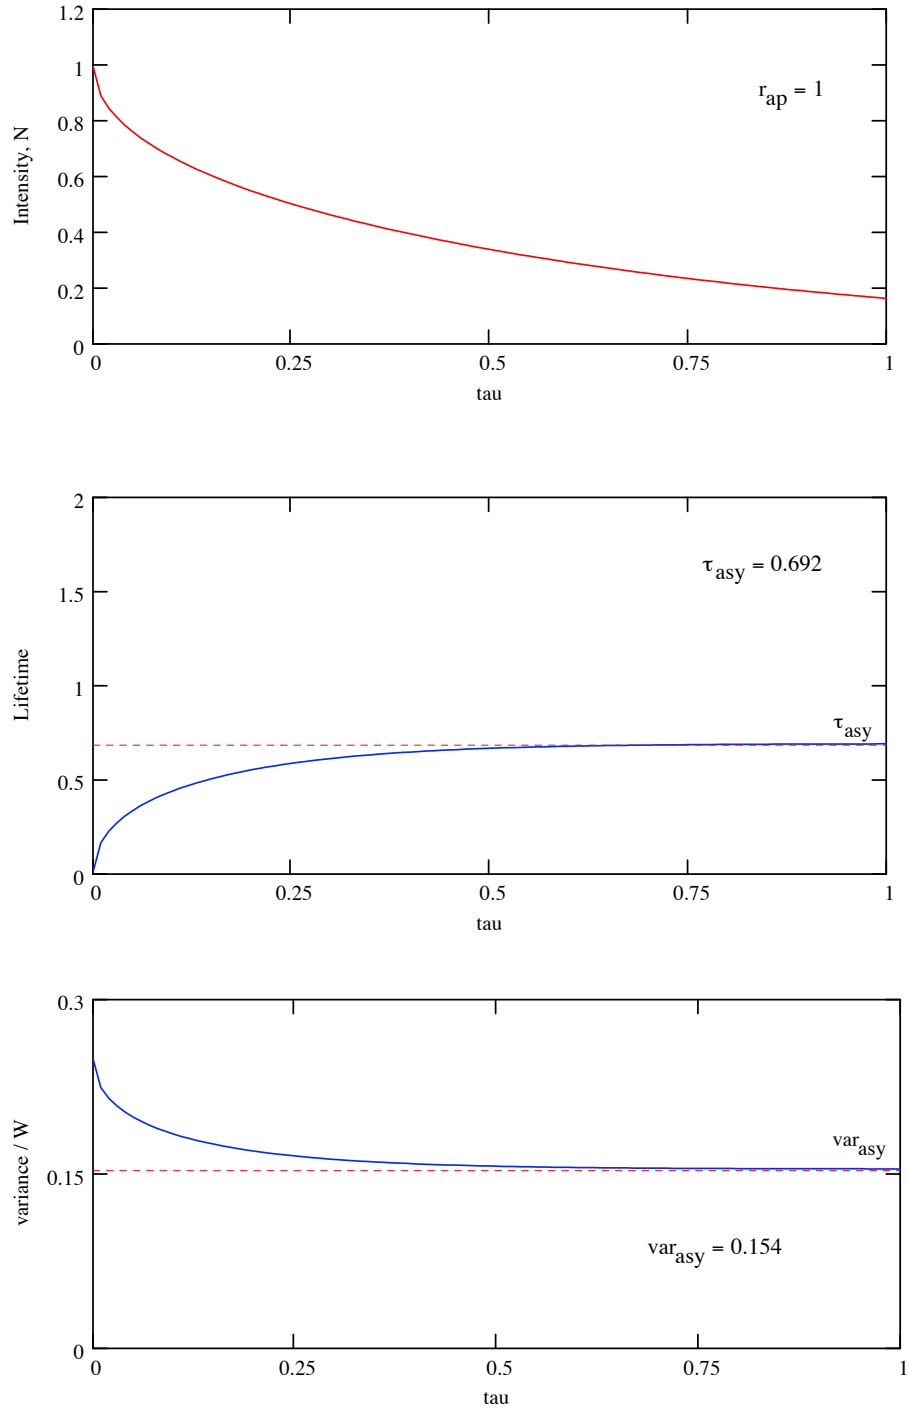 1.2
1
0.8
0.6
0.4
0.2
0
Intensity, N
r_ap = 1
0 0.25 0.5 0.75 1
tau
2
1.5
1
0.5
0
Lifetime
τ_asy = 0.692
τ_asy
0 0.25 0.5 0.75 1
tau
0.3
0.15
0
variance / W
var_asy
var_asy = 0.154
0 0.25 0.5 0.75 1
tau